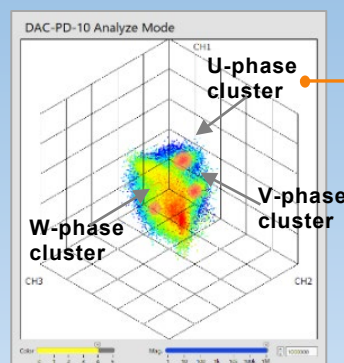 DAC-PD-10 Analyze Mode
CH1
U-phase
cluster
V-phase
cluster
W-phase
cluster
CH3
CH2
Color
Mag.